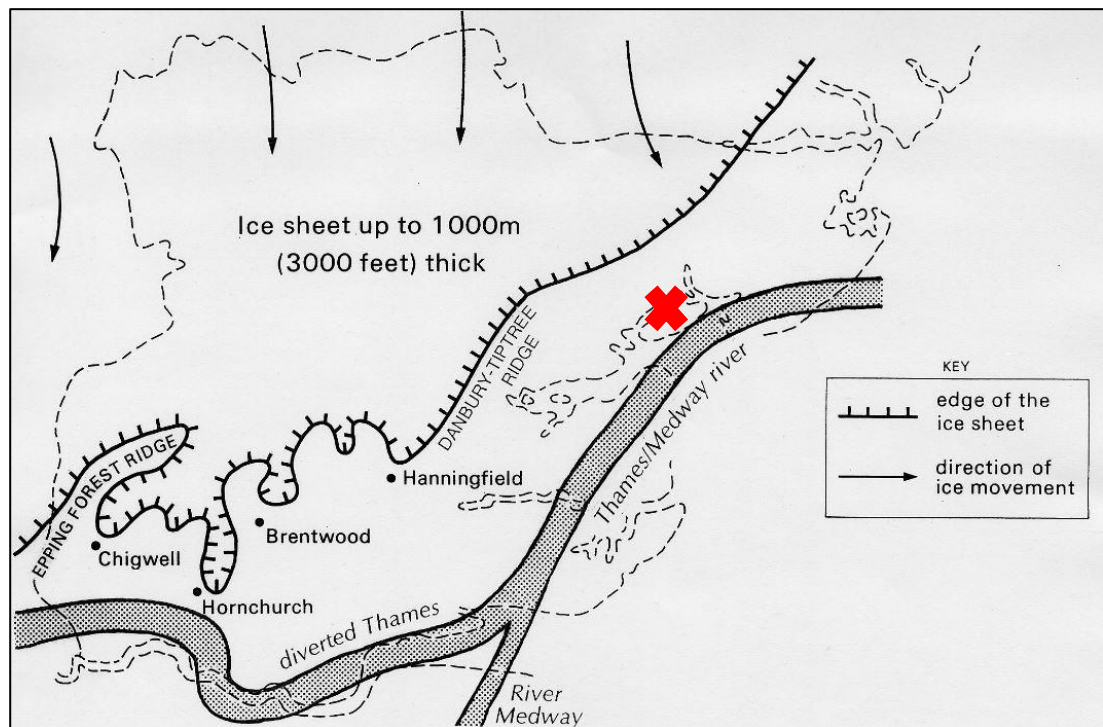 Ice sheet up to 1000m
(3000 feet) thick
DANBURY-TIPTREE
RIDGE
EPPING FOREST RIDGE
Hanningfield
Brentwood
Chigwell
Hornchurch
diverted Thames
Thames/Medway river
River
Medway
KEY
edge of the
ice sheet
direction of
ice movement